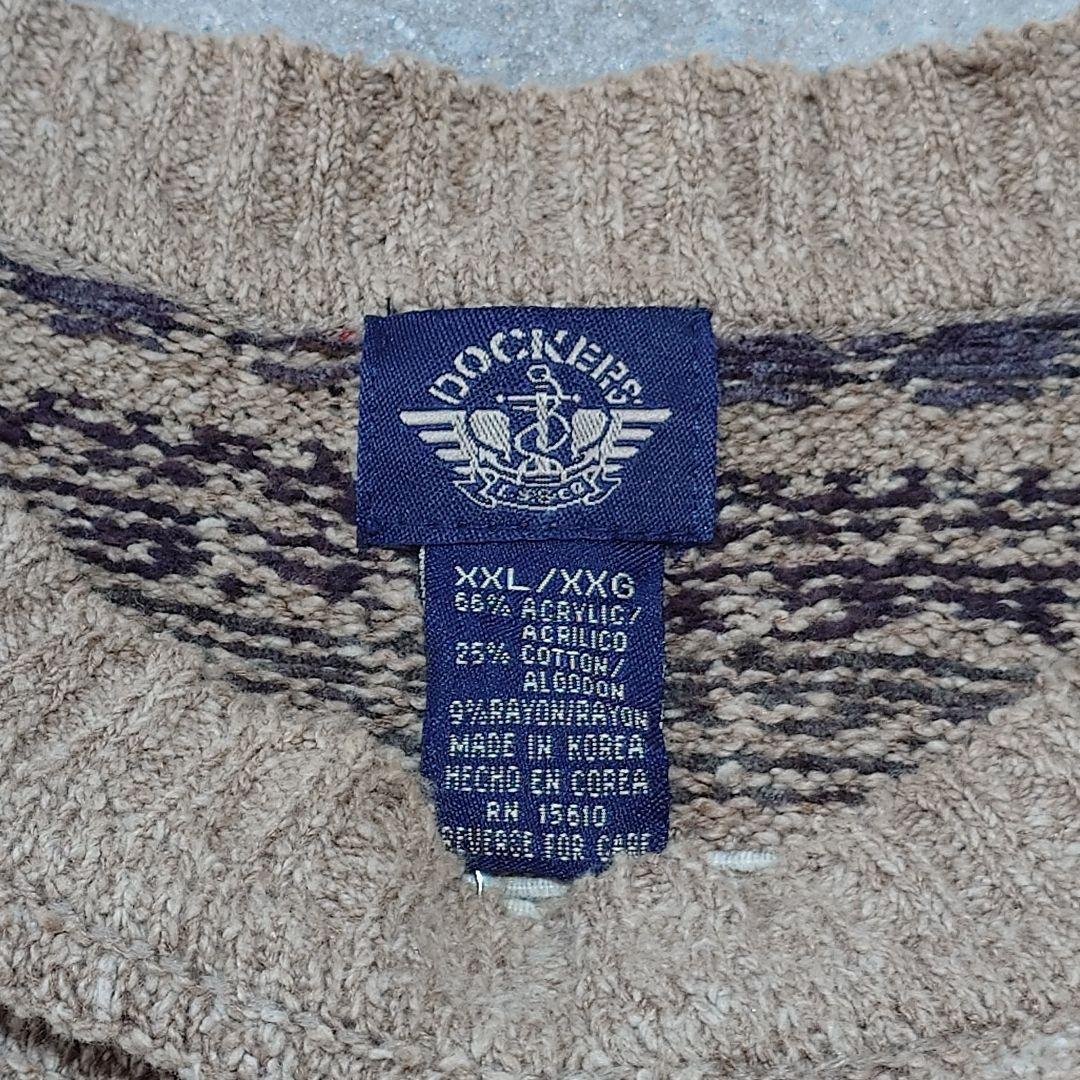 DOCKERS
L.S.&CO
XXL/XXG
66% ACRYLIC/
ACRILICO
25% COTTON/
ALGODON
9%RAYON/RAYON
MADE IN KOREA
HECHO EN COREA
RN 15610
REVERSE FOR CARE